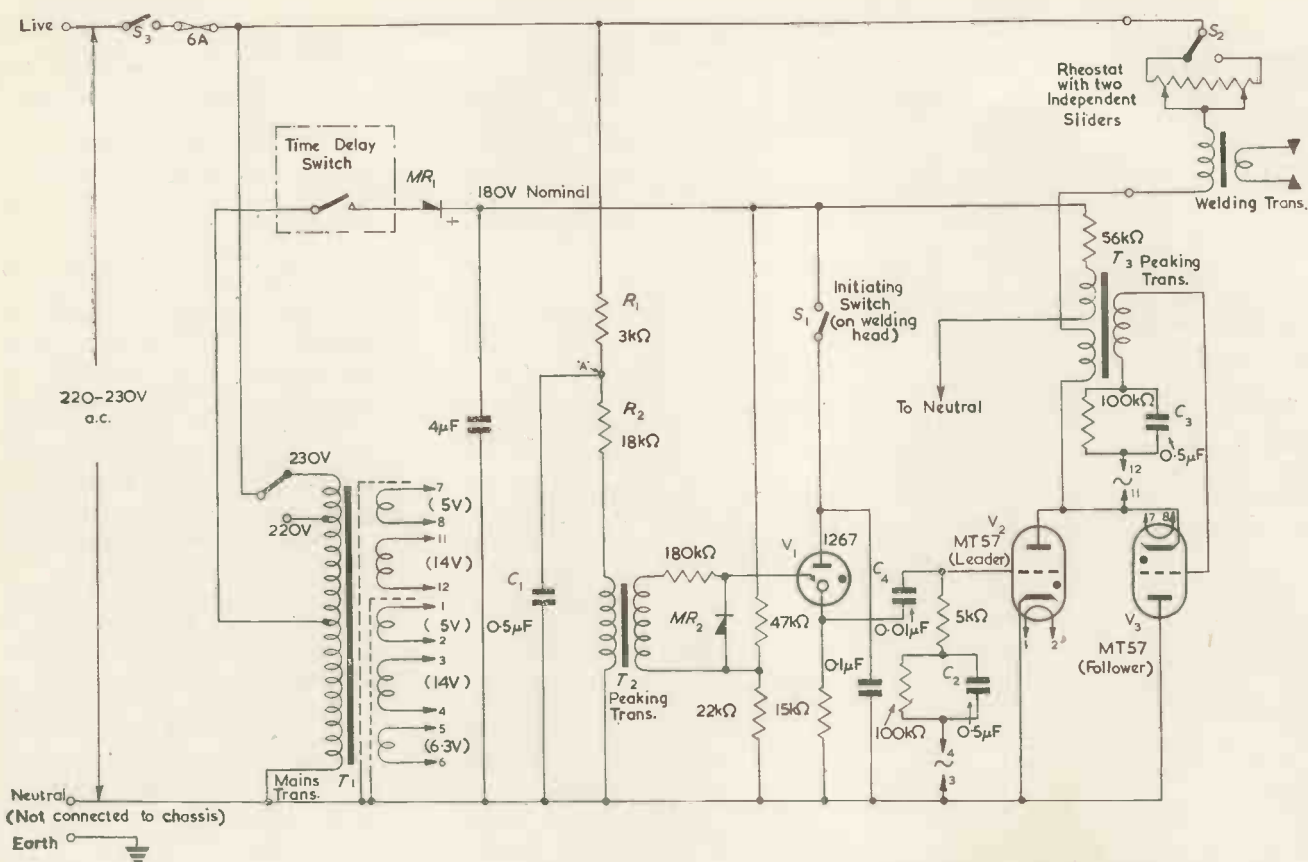 Live
S3
6A
S2
Rheostat
with two
Independent
Sliders
Time Delay
Switch
MR1
+
180V Nominal
Welding Trans.
56kΩ
T3 Peaking
Trans.
Initiating
Switch
(on welding
head)
S1
R1
3kΩ
"A"
R2
18kΩ
220–230V
a.c.
4μF
To Neutral
100kΩ
C3
0·5μF
12
~
11
230V
220V
7
(5V)
8
11
(14V)
12
1
(5V)
2
3
(14V)
4
5
(6·3V)
6
C1
0·5μF
180kΩ
V1
1267
C4
0·01μF
V2
MT57
(Leader)
7 8
V3
MT57
(Follower)
MR2
47kΩ
5kΩ
1 2
T2
Peaking
Trans.
22kΩ
15kΩ
0·1μF
C2
100kΩ
0·5μF
4
~
3
Mains
Trans.
T1
Neutral
(Not connected to chassis)
Earth